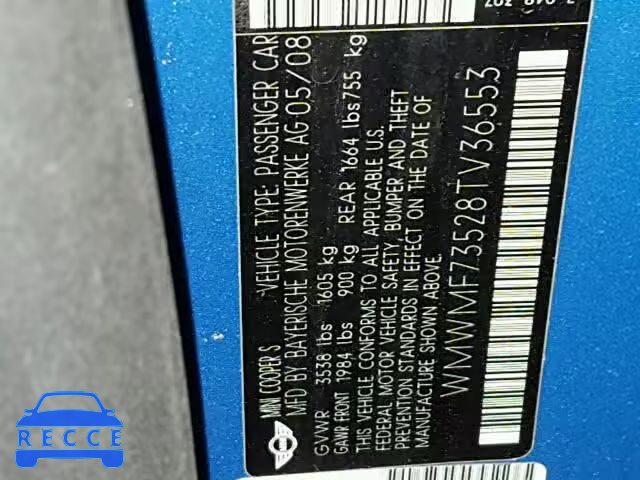 MINI COOPER S
VEHICLE TYPE: PASSENGER CAR
MFD BY BAYERISCHE MOTORENWERKE AG 05/08
GVWR 3538 lbs 1605 kg
GAWR FRONT 1984 lbs 900 kg REAR 1664 lbs 755 kg
THIS VEHICLE CONFORMS TO ALL APPLICABLE U.S.
FEDERAL MOTOR VEHICLE SAFETY, BUMPER AND THEFT
PREVENTION STANDARDS IN EFFECT ON THE DATE OF
MANUFACTURE SHOWN ABOVE.
WMWMF73528TV36553
RECCE